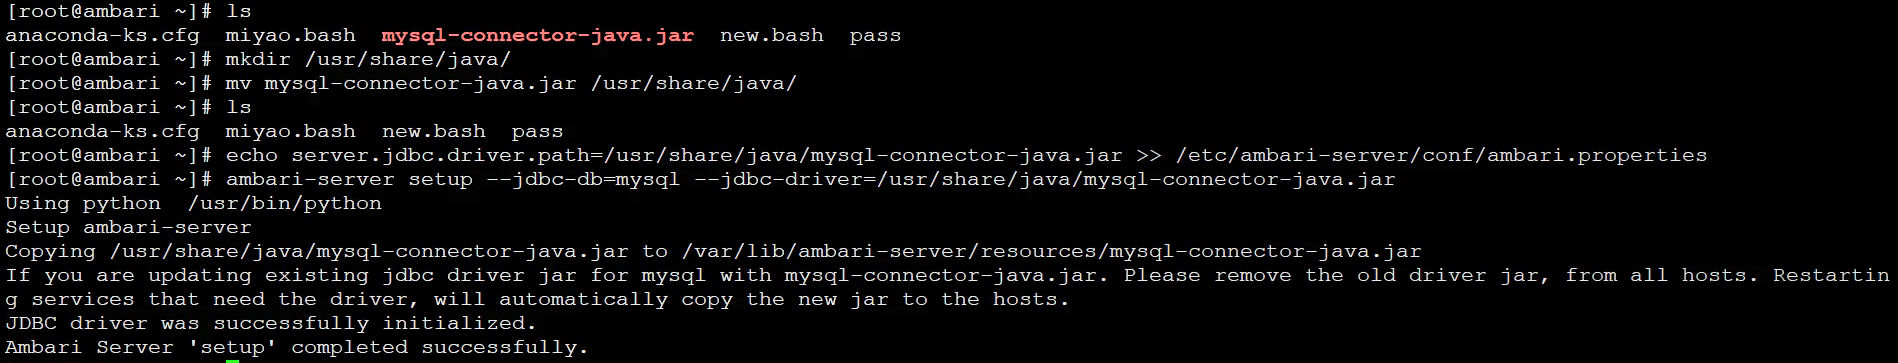 [root@ambari ~]# ls
anaconda-ks.cfg  miyao.bash  mysql-connector-java.jar  new.bash  pass
[root@ambari ~]# mkdir /usr/share/java/
[root@ambari ~]# mv mysql-connector-java.jar /usr/share/java/
[root@ambari ~]# ls
anaconda-ks.cfg  miyao.bash  new.bash  pass
[root@ambari ~]# echo server.jdbc.driver.path=/usr/share/java/mysql-connector-java.jar >> /etc/ambari-server/conf/ambari.properties
[root@ambari ~]# ambari-server setup --jdbc-db=mysql --jdbc-driver=/usr/share/java/mysql-connector-java.jar
Using python  /usr/bin/python
Setup ambari-server
Copying /usr/share/java/mysql-connector-java.jar to /var/lib/ambari-server/resources/mysql-connector-java.jar
If you are updating existing jdbc driver jar for mysql with mysql-connector-java.jar. Please remove the old driver jar, from all hosts. Restartin
g services that need the driver, will automatically copy the new jar to the hosts.
JDBC driver was successfully initialized.
Ambari Server 'setup' completed successfully.